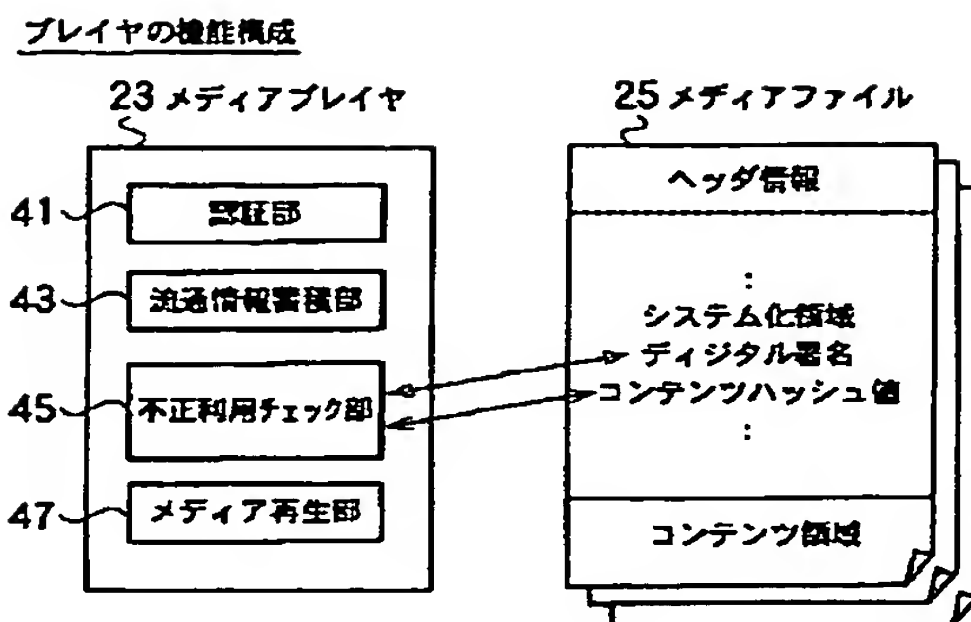 プレイヤの機能構成
23 メディアプレイヤ
41 認証部
43 流通情報蓄積部
45 不正利用チェック部
47 メディア再生部
25 メディアファイル
ヘッダ情報
:
システム化領域
ディジタル署名
コンテンツハッシュ値
:
コンテンツ領域